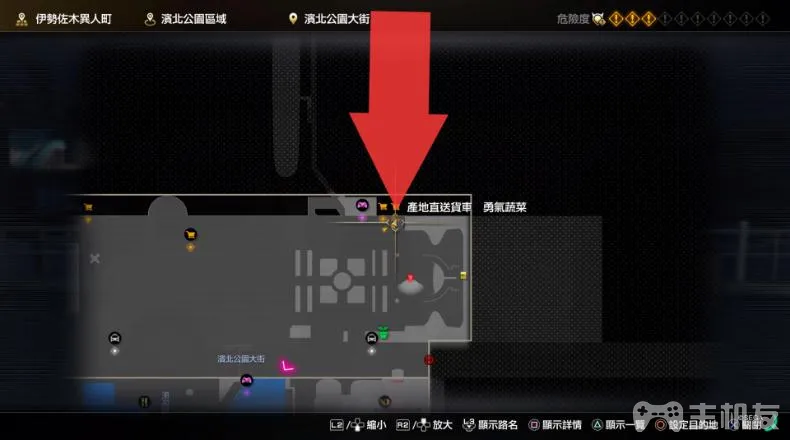 伊勢佐木異人町
濱北公園區域
濱北公園大街
危險度
產地直送貨車 勇氣蔬菜
濱北公園大街
L2/縮小 R2/放大 L3 顯示路名 顯示詳情 顯示一覽 設定目的地 關閉
©SEGA
主机友